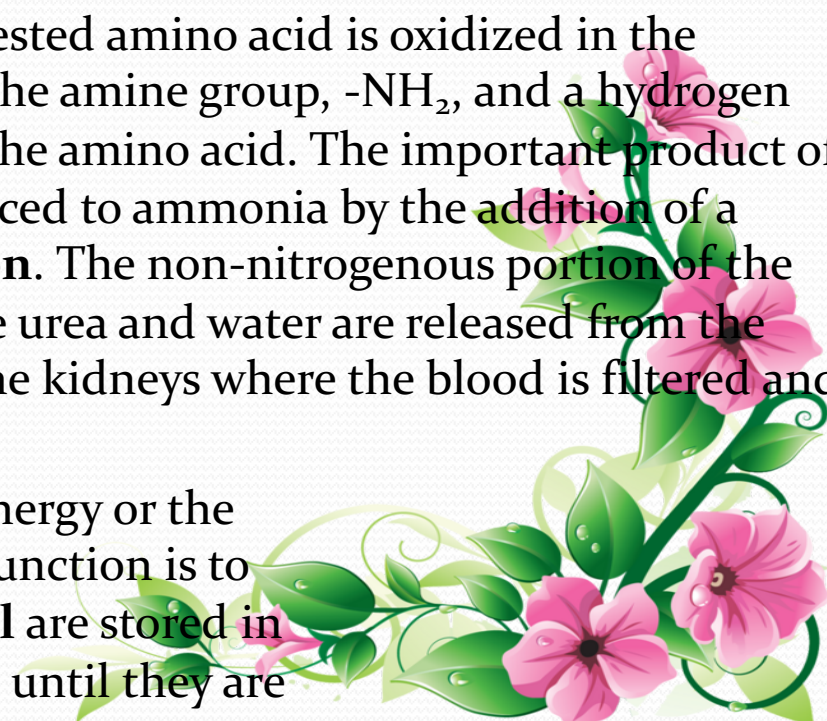 ested amino acid is oxidized in the
he amine group, -NH₂, and a hydrogen
he amino acid. The important product of
ced to ammonia by the addition of a
n. The non-nitrogenous portion of the
e urea and water are released from the
he kidneys where the blood is filtered and
nergy or the
unction is to
l are stored in
until they are